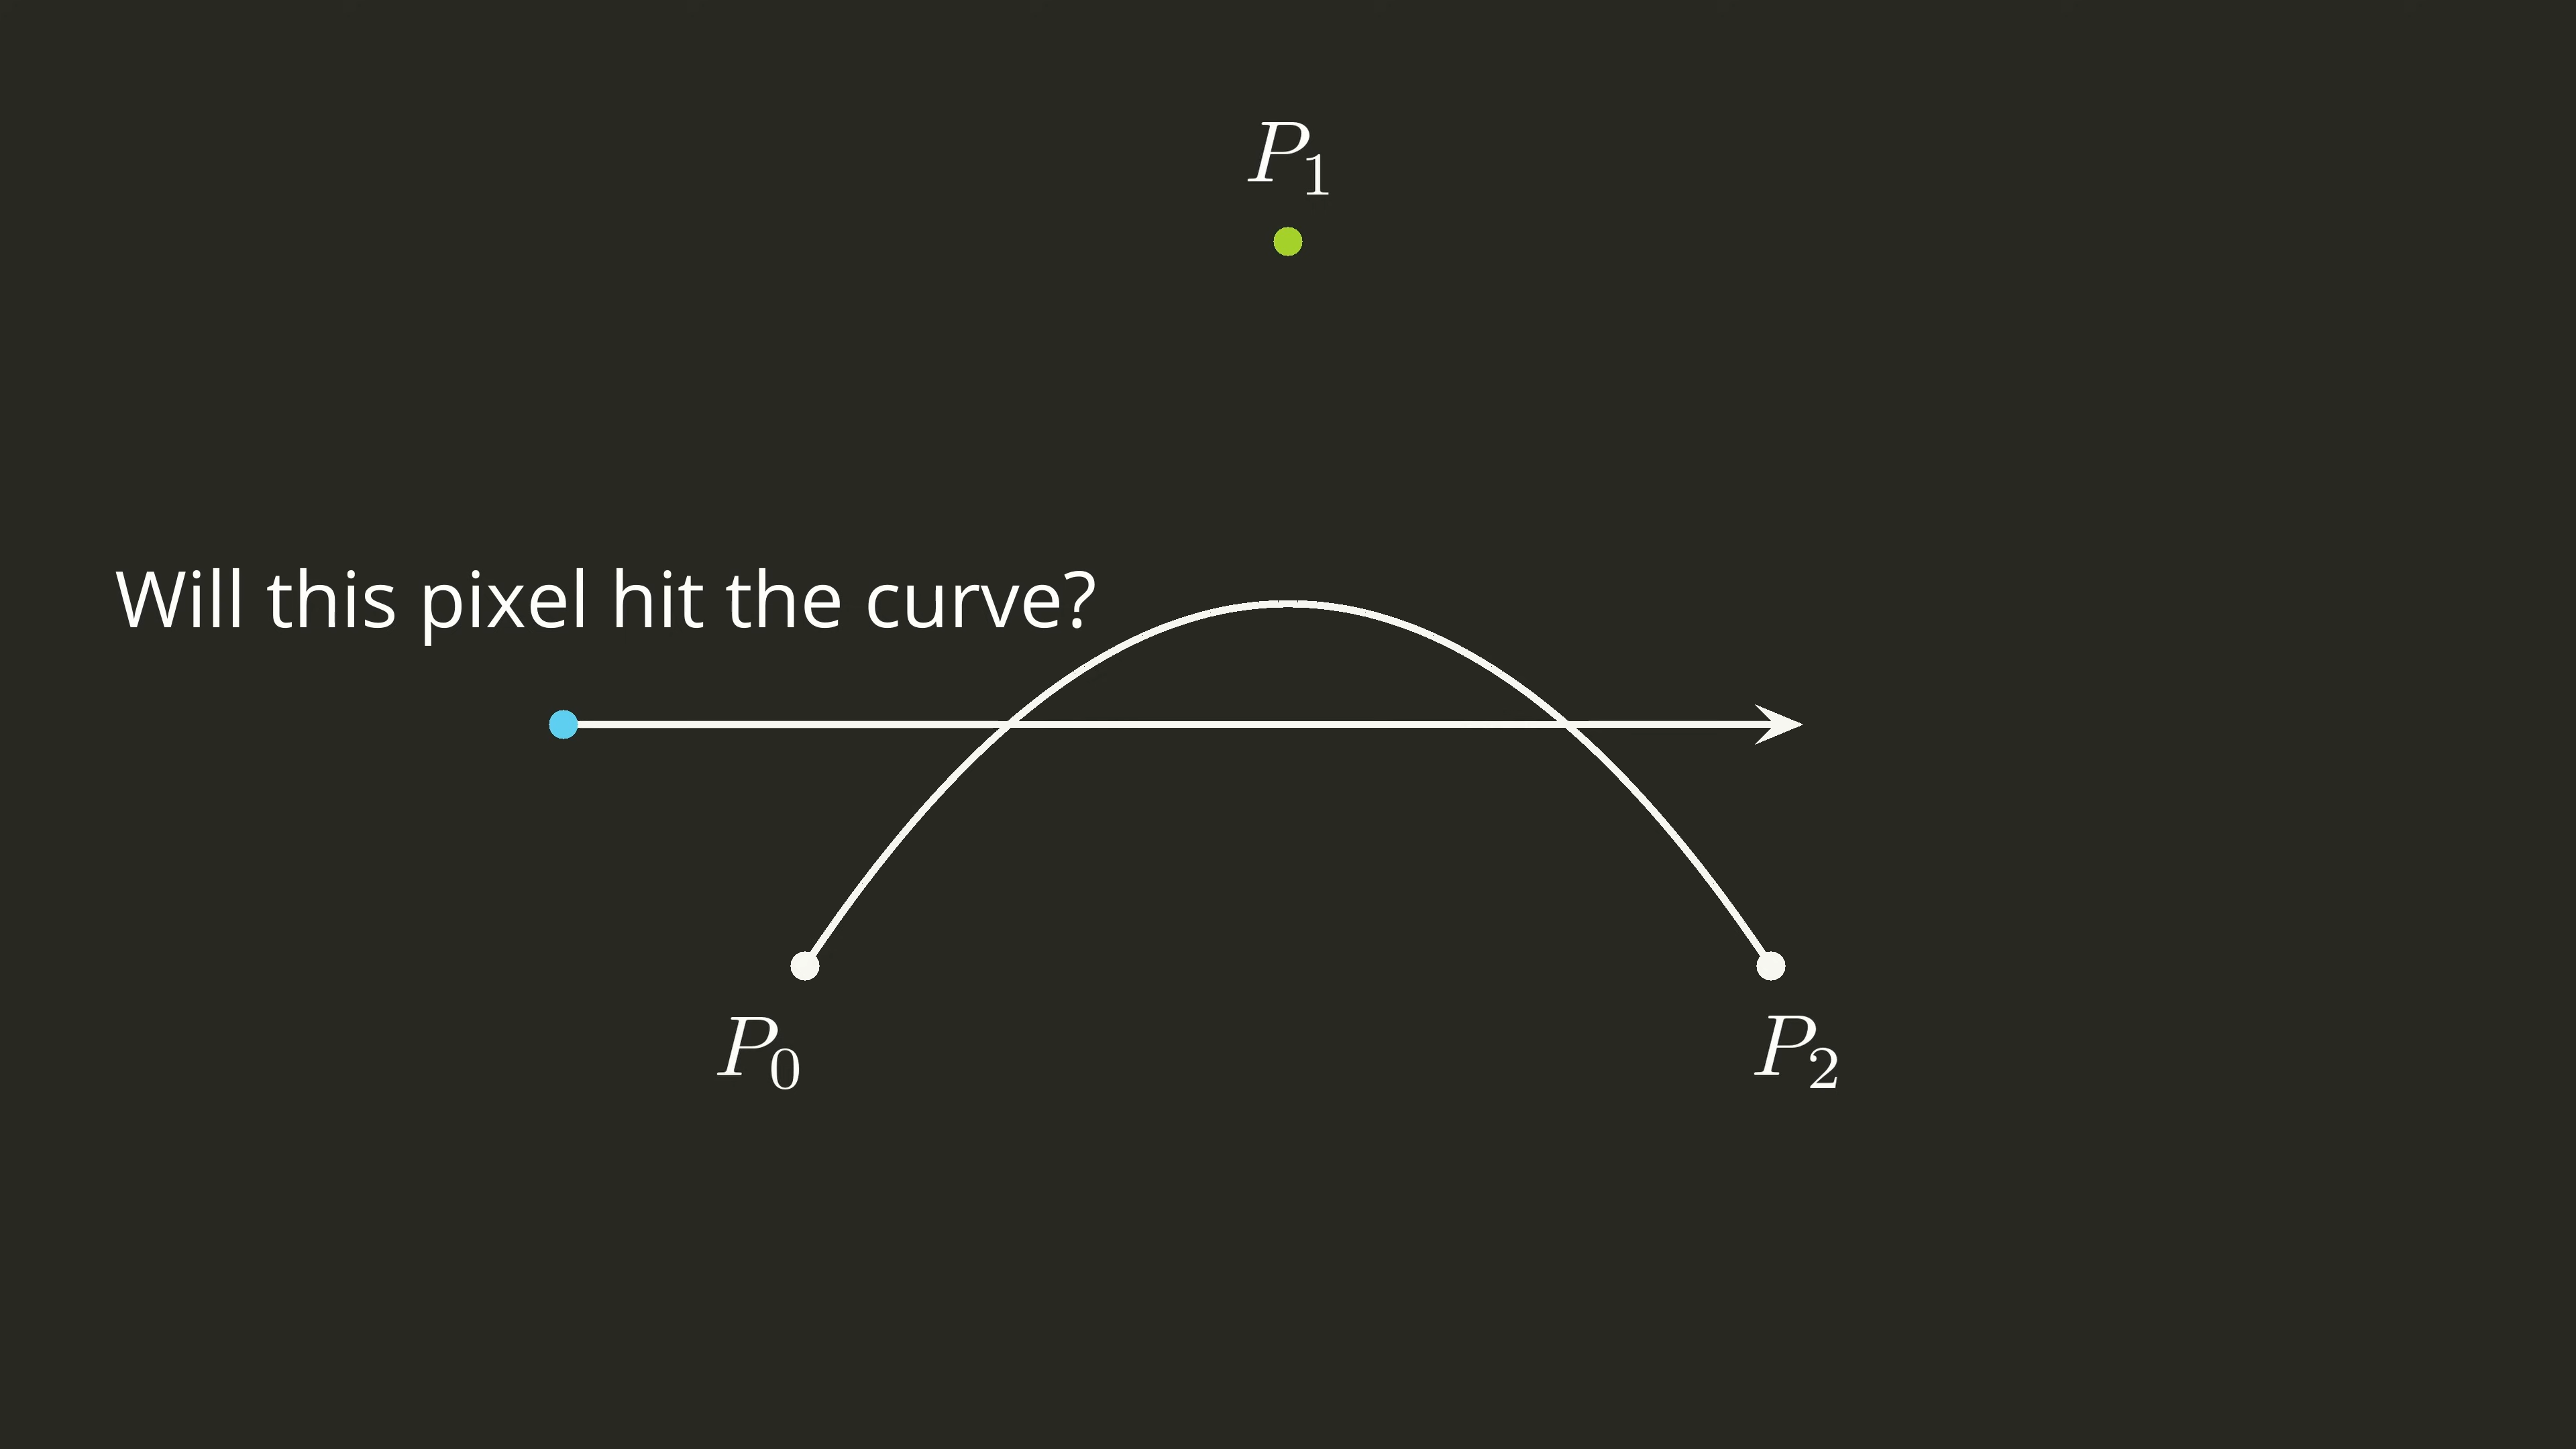 P₁
Will this pixel hit the curve?
P₀
P₂